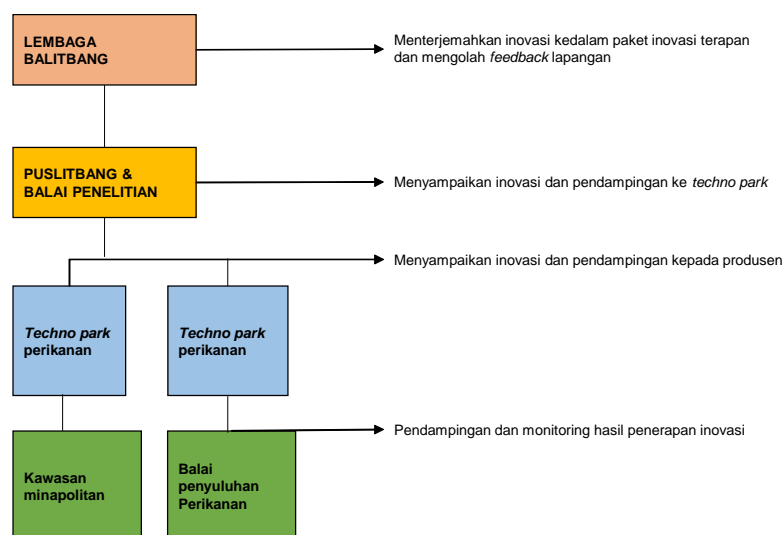 LEMBAGA
BALITBANG
Menterjemahkan inovasi kedalam paket inovasi terapan
dan mengolah feedback lapangan
PUSLITBANG &
BALAI PENELITIAN
Menyampaikan inovasi dan pendampingan ke techno park
Menyampaikan inovasi dan pendampingan kepada produsen
Techno park
perikanan
Techno park
perikanan
Pendampingan dan monitoring hasil penerapan inovasi
Kawasan
minapolitan
Balai
penyuluhan
Perikanan